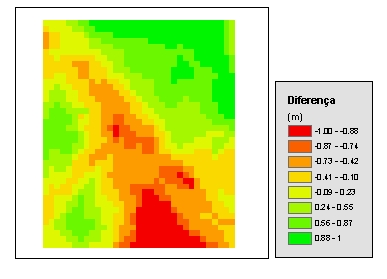 Diferença
(m)
-1.00 - -0.88
-0.87 - -0.74
-0.73 - -0.42
-0.41 - -0.10
-0.09 - 0.23
0.24 - 0.55
0.56 - 0.87
0.88 - 1